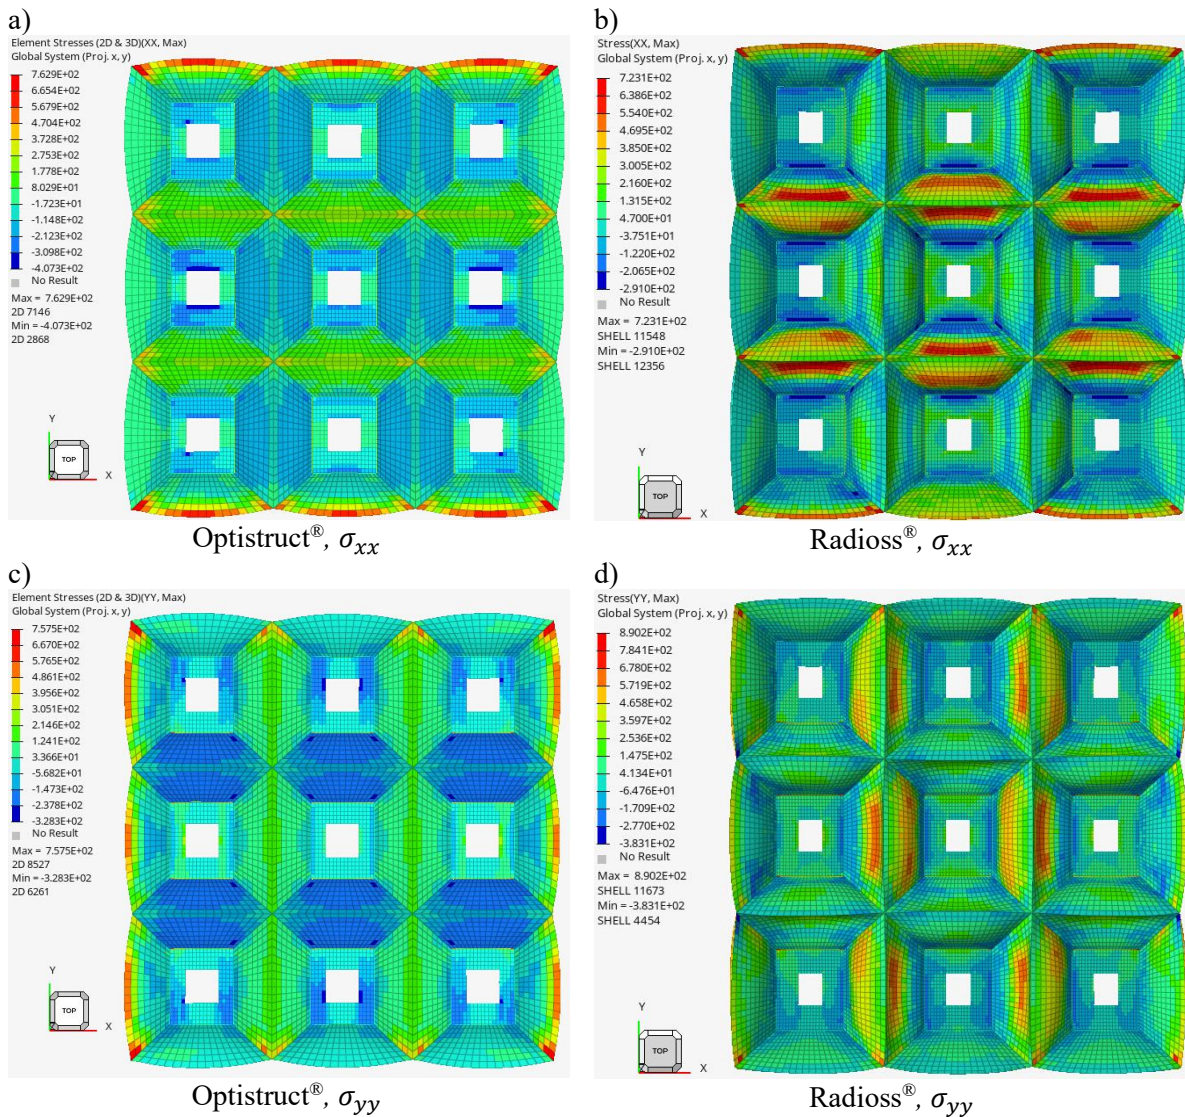 a)
Element Stresses (2D & 3D)(XX, Max)
Global System (Proj. x, y)
7.629E+02
6.654E+02
5.679E+02
4.704E+02
3.728E+02
2.753E+02
1.778E+02
8.029E+01
-1.723E+01
-1.148E+02
-2.123E+02
-3.098E+02
-4.073E+02
No Result
Max = 7.629E+02
2D 7146
Min = -4.073E+02
2D 2868
Y
TOP
X
Optistruct®, σxx
b)
Stress(XX, Max)
Global System (Proj. x, y)
7.231E+02
6.386E+02
5.540E+02
4.695E+02
3.850E+02
3.005E+02
2.160E+02
1.315E+02
4.700E+01
-3.751E+01
-1.220E+02
-2.065E+02
-2.910E+02
No Result
Max = 7.231E+02
SHELL 11548
Min = -2.910E+02
SHELL 12356
Y
TOP
X
Radioss®, σxx
c)
Element Stresses (2D & 3D)(YY, Max)
Global System (Proj. x, y)
7.575E+02
6.670E+02
5.765E+02
4.861E+02
3.956E+02
3.051E+02
2.146E+02
1.241E+02
3.366E+01
-5.682E+01
-1.473E+02
-2.378E+02
-3.283E+02
No Result
Max = 7.575E+02
2D 8527
Min = -3.283E+02
2D 6261
Y
TOP
X
Optistruct®, σyy
d)
Stress(YY, Max)
Global System (Proj. x, y)
8.902E+02
7.841E+02
6.780E+02
5.719E+02
4.658E+02
3.597E+02
2.536E+02
1.475E+02
4.134E+01
-6.476E+01
-1.709E+02
-2.770E+02
-3.831E+02
No Result
Max = 8.902E+02
SHELL 11673
Min = -3.831E+02
SHELL 4454
Y
TOP
X
Radioss®, σyy